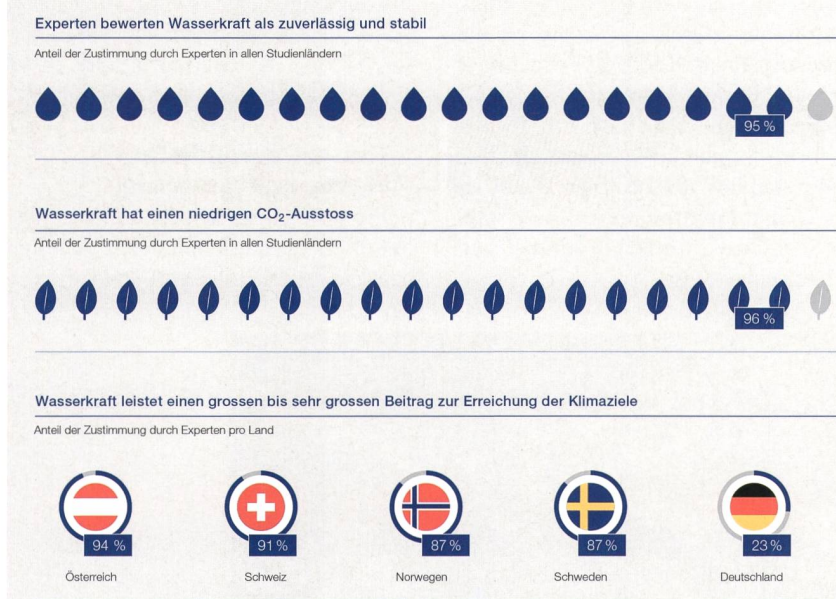 Experten bewerten Wasserkraft als zuverlässig und stabil
Anteil der Zustimmung durch Experten in allen Studienländern
95 %
Wasserkraft hat einen niedrigen CO₂-Ausstoss
Anteil der Zustimmung durch Experten in allen Studienländern
96 %
Wasserkraft leistet einen grossen bis sehr grossen Beitrag zur Erreichung der Klimaziele
Anteil der Zustimmung durch Experten pro Land
94 %
91 %
87 %
87 %
23 %
Österreich
Schweiz
Norwegen
Schweden
Deutschland